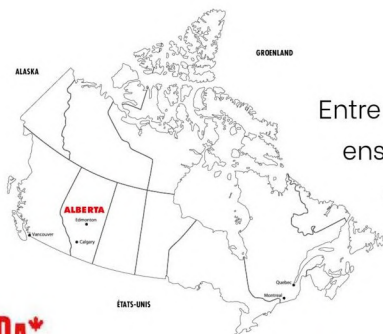 GROENLAND
ALASKA
Entre
ens
ALBERTA
Edmonton
Vancouver
Calgary
ÉTATS-UNIS
Québec
Montréal